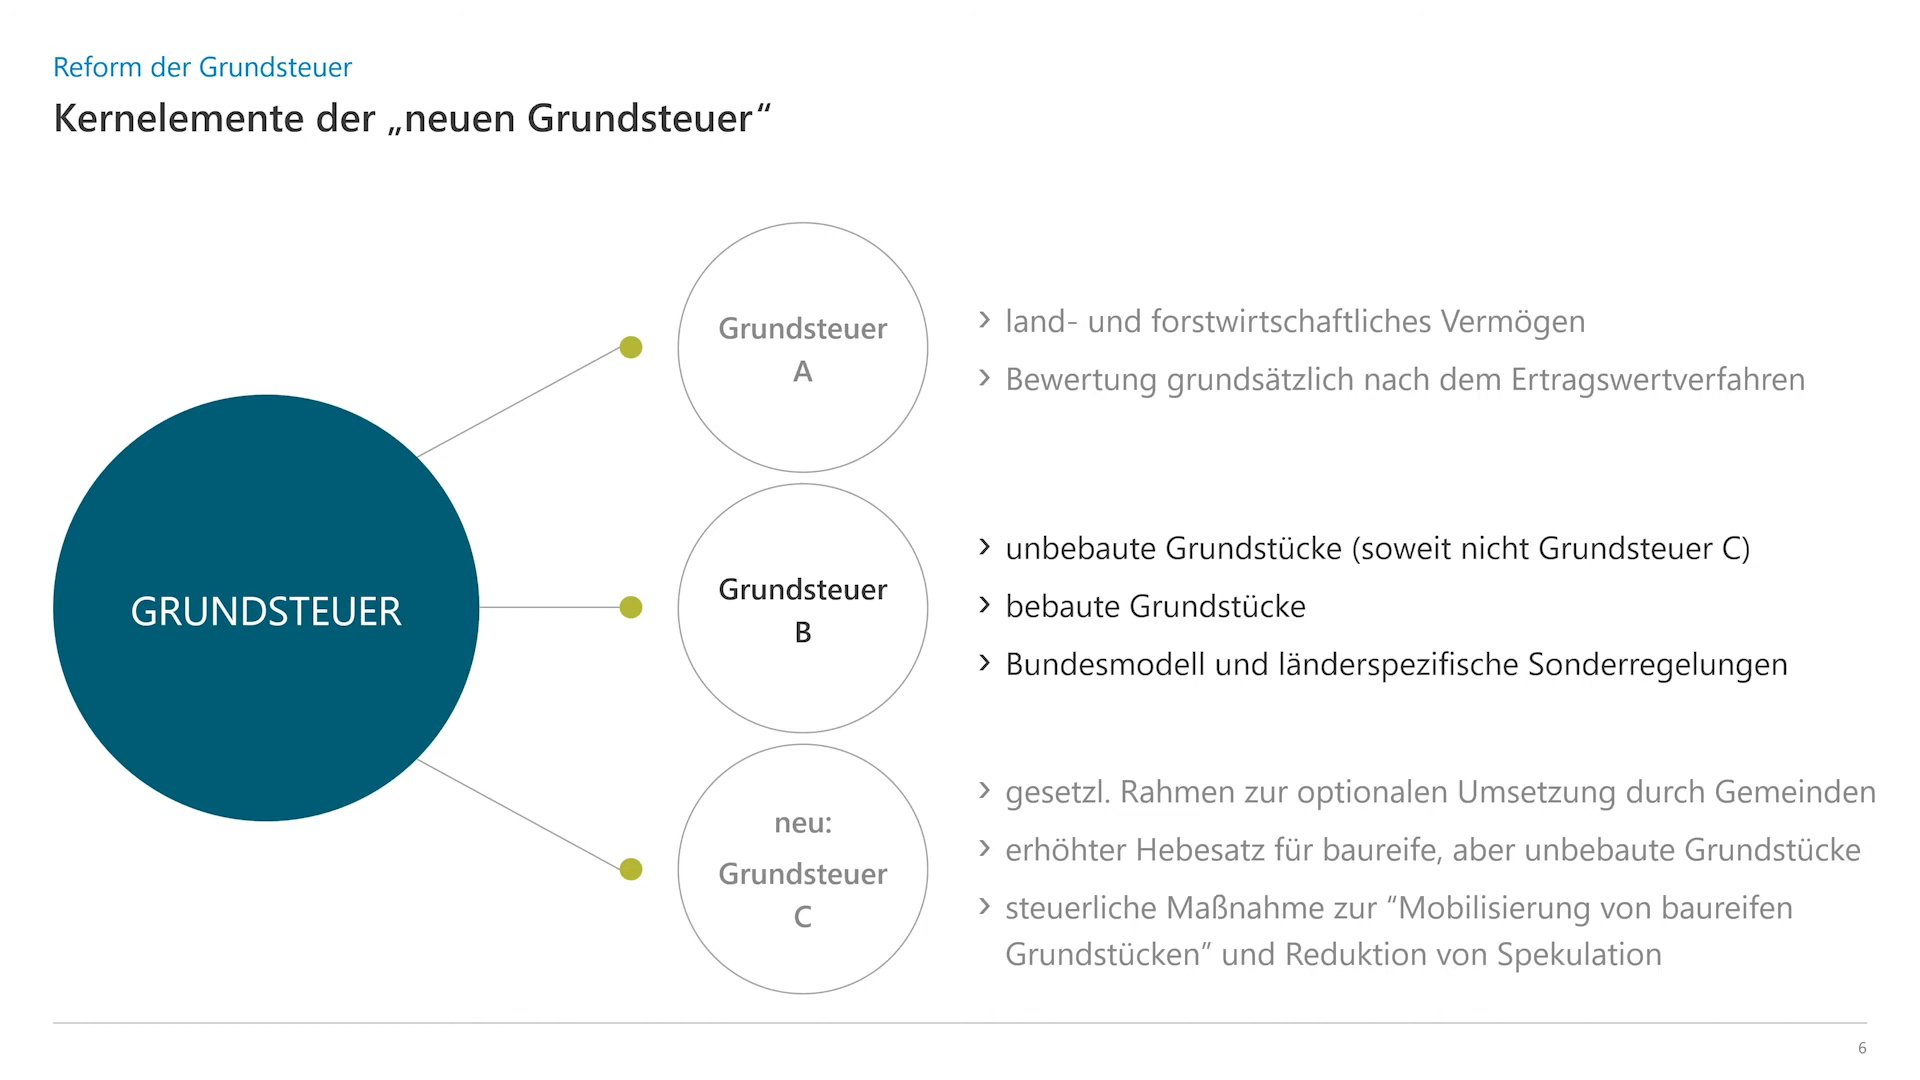 Reform der Grundsteuer
Kernelemente der „neuen Grundsteuer“
GRUNDSTEUER
Grundsteuer
A
› land- und forstwirtschaftliches Vermögen
› Bewertung grundsätzlich nach dem Ertragswertverfahren
Grundsteuer
B
› unbebaute Grundstücke (soweit nicht Grundsteuer C)
› bebaute Grundstücke
› Bundesmodell und länderspezifische Sonderregelungen
neu:
Grundsteuer
C
› gesetzl. Rahmen zur optionalen Umsetzung durch Gemeinden
› erhöhter Hebesatz für baureife, aber unbebaute Grundstücke
› steuerliche Maßnahme zur “Mobilisierung von baureifen
Grundstücken” und Reduktion von Spekulation
6